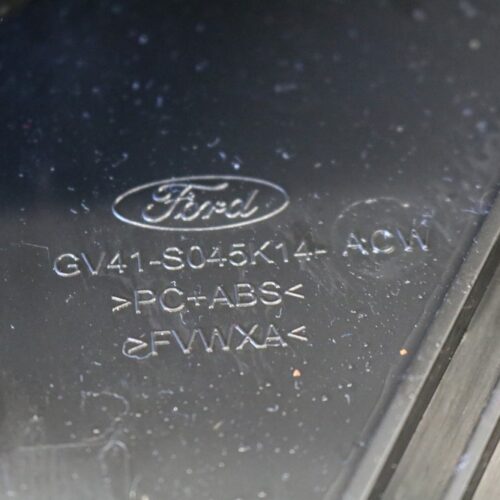 Ford
GV41-S045K14- ACW
>PC+ABS<
>FVWXA<